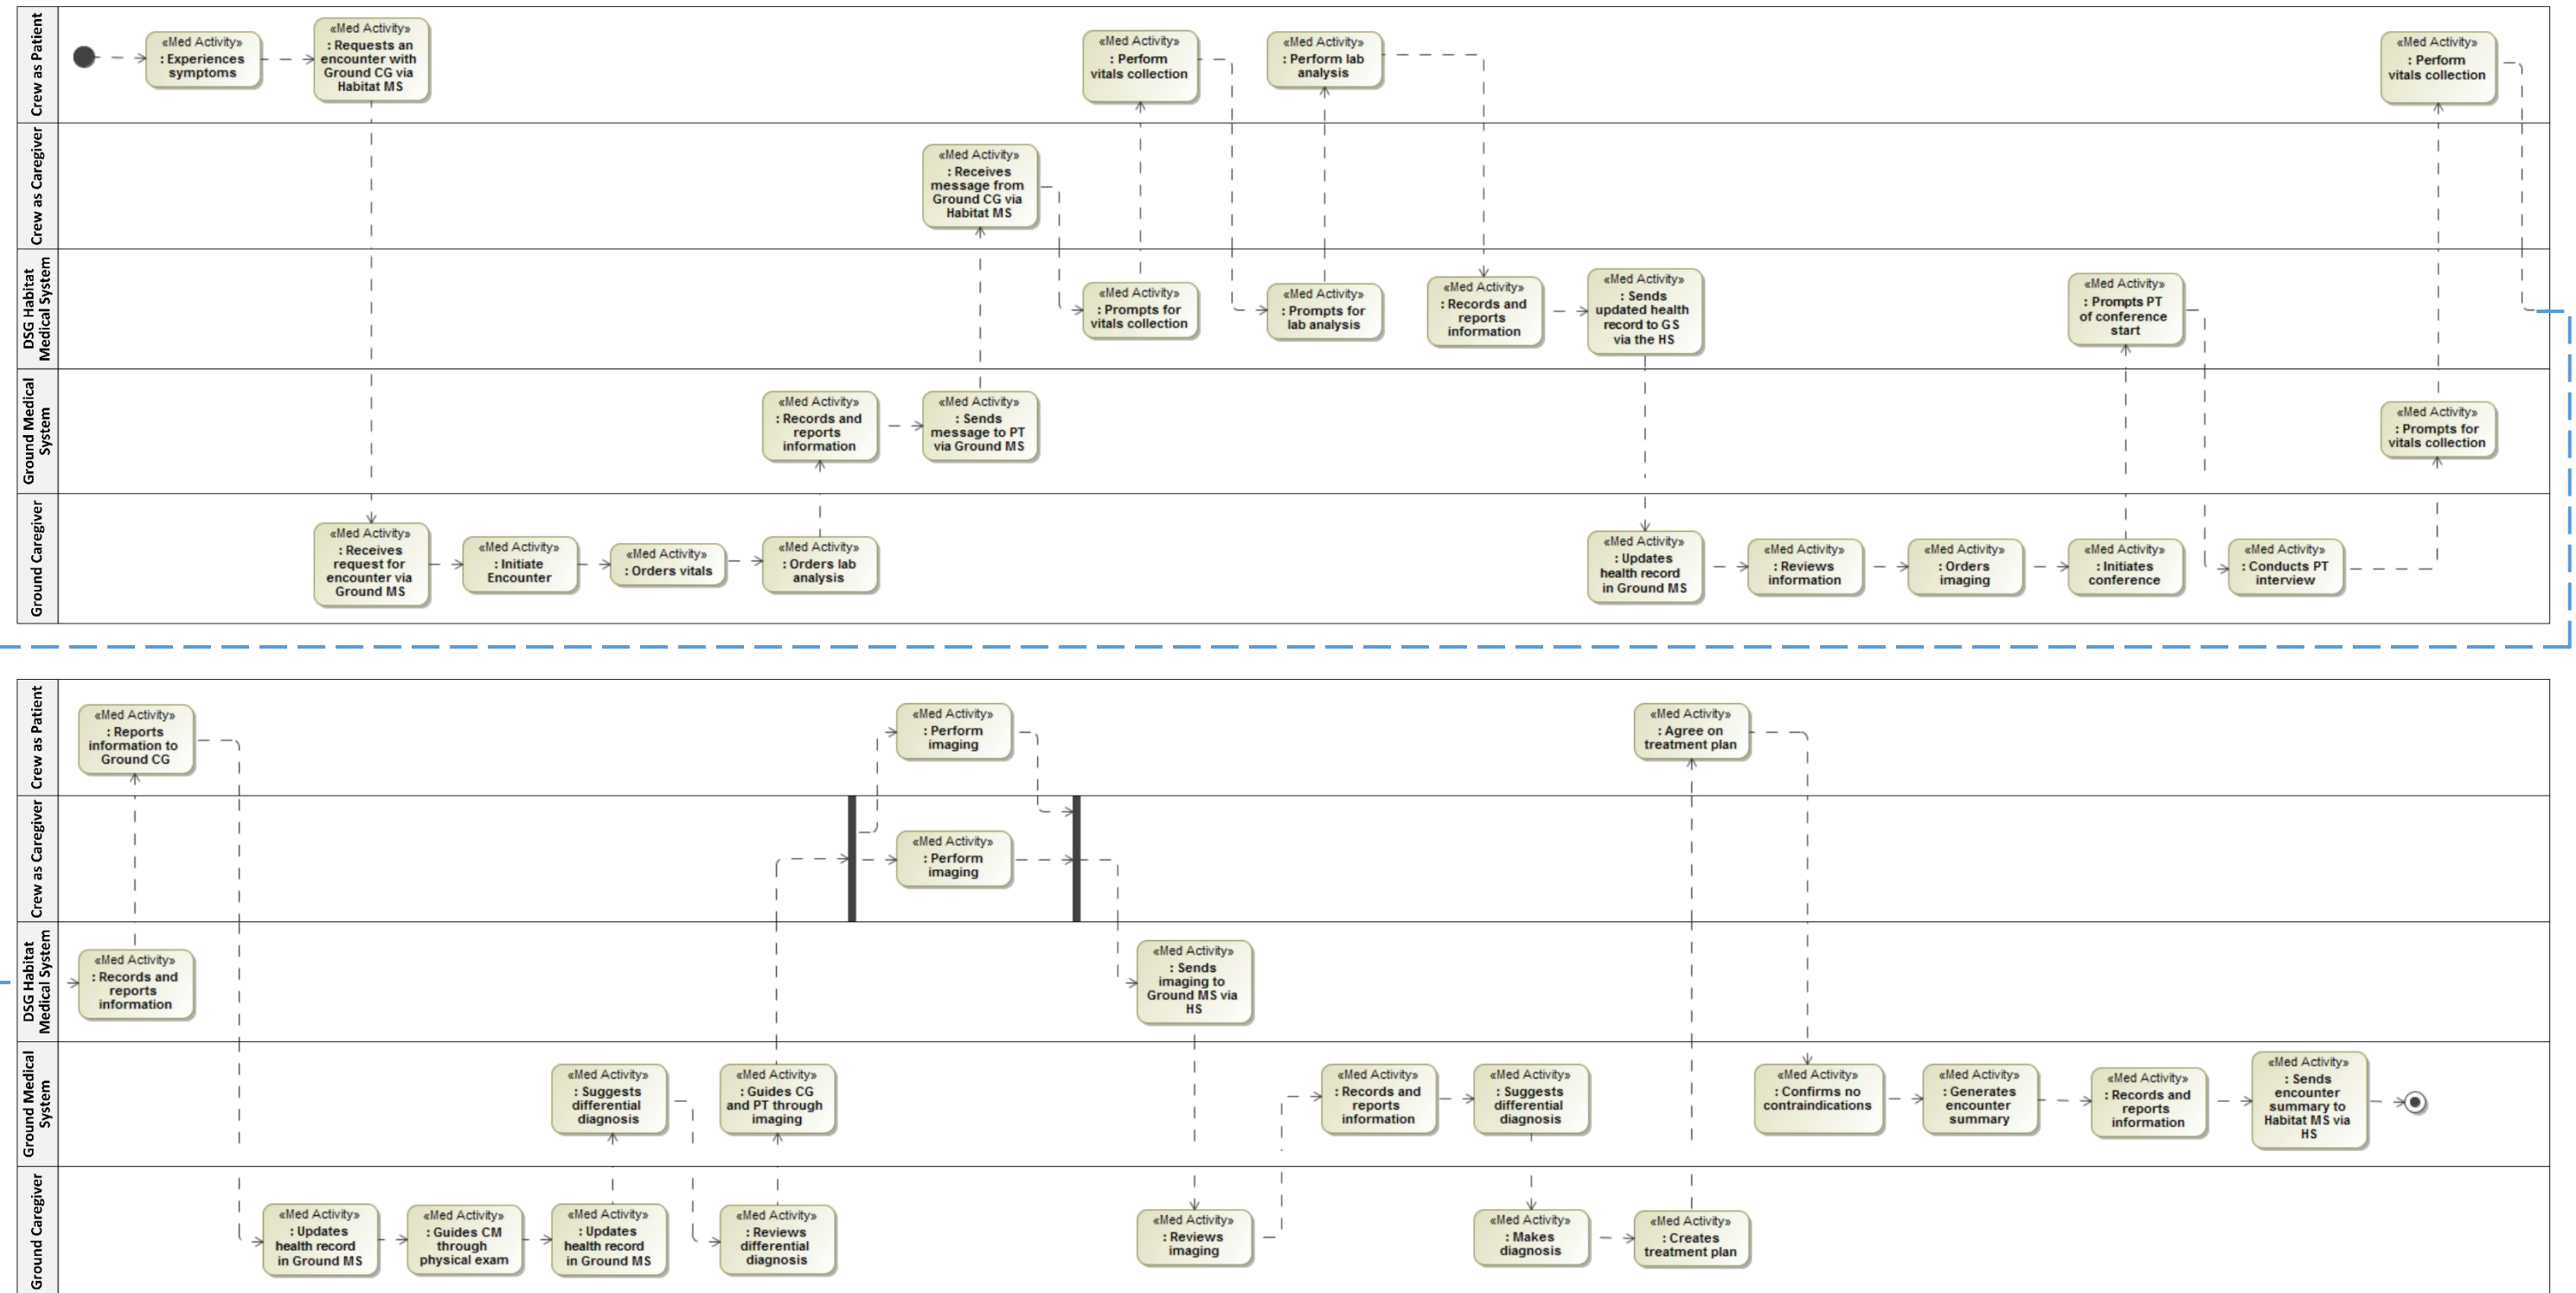 Crew as Patient
«Med Activity»
: Experiences
symptoms
«Med Activity»
: Requests an
encounter with
Ground CG via
Habitat MS
«Med Activity»
: Perform
vitals collection
«Med Activity»
: Perform lab
analysis
«Med Activity»
: Perform
vitals collection
Crew as Caregiver
«Med Activity»
: Receives
message from
Ground CG via
Habitat MS
DSG Habitat
Medical System
«Med Activity»
: Prompts for
vitals collection
«Med Activity»
: Prompts for
lab analysis
«Med Activity»
: Records and
reports
information
«Med Activity»
: Sends
updated health
record to GS
via the HS
«Med Activity»
: Prompts PT
of conference
start
Ground Medical
System
«Med Activity»
: Records and
reports
information
«Med Activity»
: Sends
message to PT
via Ground MS
«Med Activity»
: Prompts for
vitals collection
Ground Caregiver
«Med Activity»
: Receives
request for
encounter via
Ground MS
«Med Activity»
: Initiate
Encounter
«Med Activity»
: Orders vitals
«Med Activity»
: Orders lab
analysis
«Med Activity»
: Updates
health record
in Ground MS
«Med Activity»
: Reviews
information
«Med Activity»
: Orders
imaging
«Med Activity»
: Initiates
conference
«Med Activity»
: Conducts PT
interview
Crew as Patient
«Med Activity»
: Reports
information to
Ground CG
«Med Activity»
: Perform
imaging
«Med Activity»
: Agree on
treatment plan
Crew as Caregiver
«Med Activity»
: Perform
imaging
DSG Habitat
Medical System
«Med Activity»
: Records and
reports
information
«Med Activity»
: Sends
imaging to
Ground MS via
HS
Ground Medical
System
«Med Activity»
: Suggests
differential
diagnosis
«Med Activity»
: Guides CG
and PT through
imaging
«Med Activity»
: Records and
reports
information
«Med Activity»
: Suggests
differential
diagnosis
«Med Activity»
: Confirms no
contraindications
«Med Activity»
: Generates
encounter
summary
«Med Activity»
: Records and
reports
information
«Med Activity»
: Sends
encounter
summary to
Habitat MS via
HS
Ground Caregiver
«Med Activity»
: Updates
health record
in Ground MS
«Med Activity»
: Guides CM
through
physical exam
«Med Activity»
: Updates
health record
in Ground MS
«Med Activity»
: Reviews
differential
diagnosis
«Med Activity»
: Reviews
imaging
«Med Activity»
: Makes
diagnosis
«Med Activity»
: Creates
treatment plan